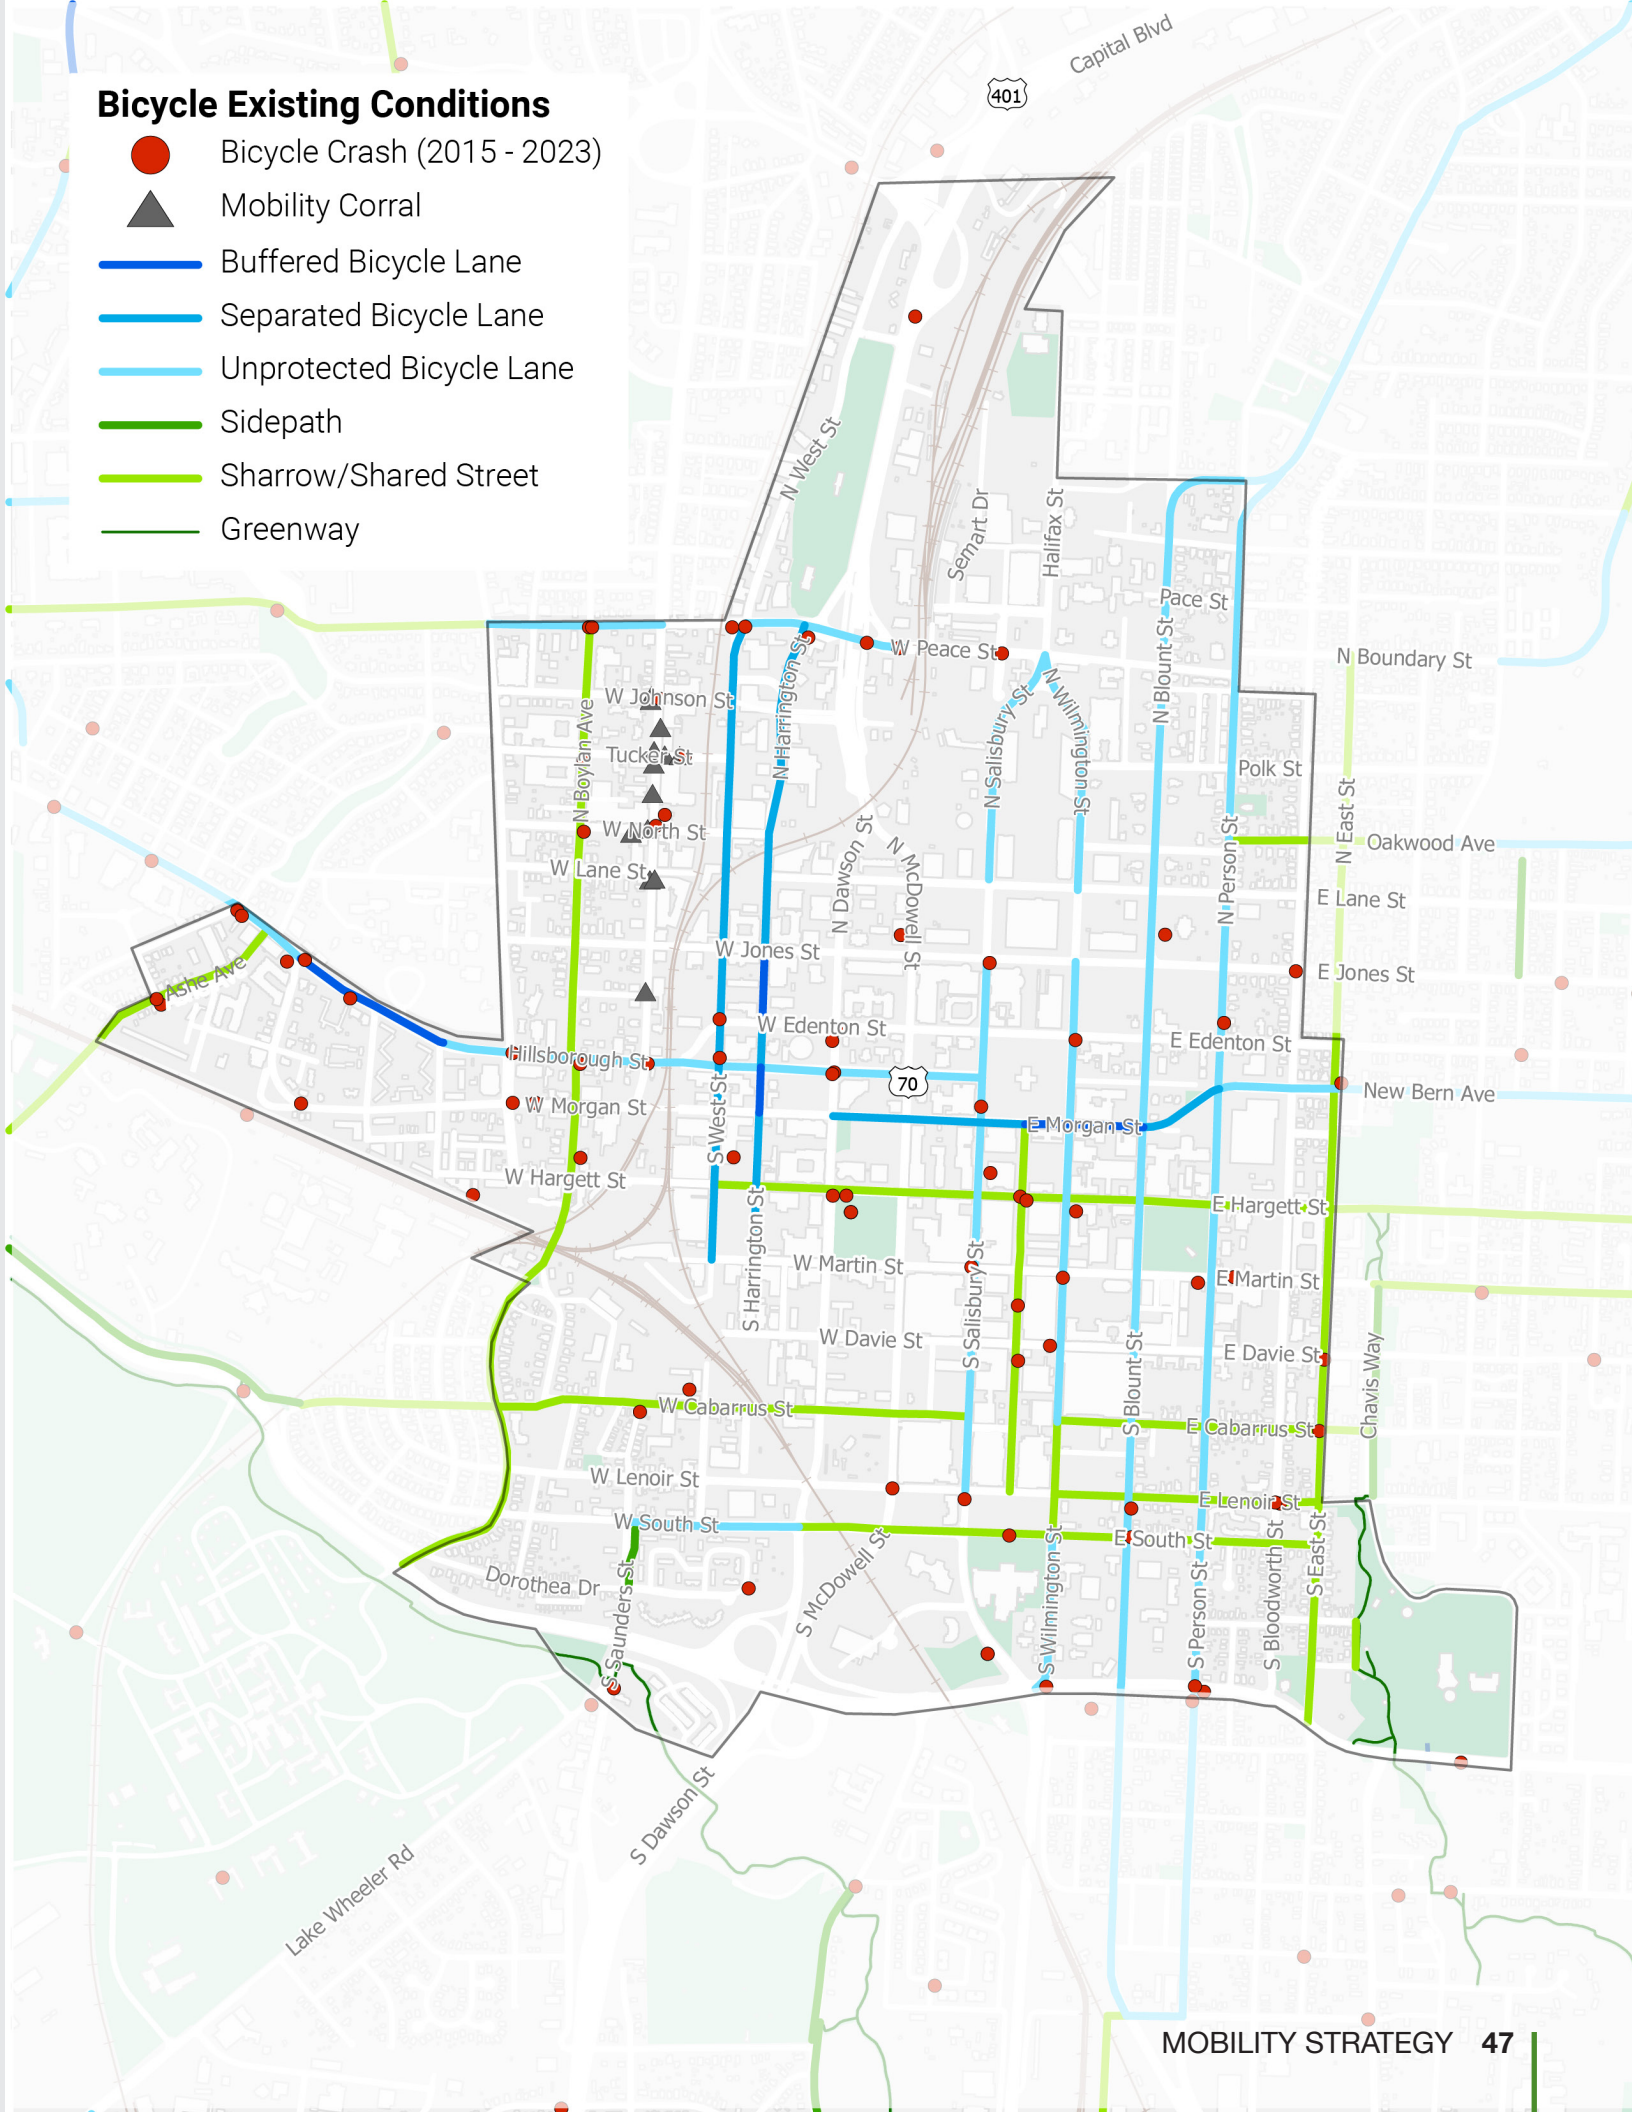 Capital Blvd
401
Bicycle Existing Conditions
Bicycle Crash (2015 - 2023)
Mobility Corral
Buffered Bicycle Lane
Separated Bicycle Lane
Unprotected Bicycle Lane
Sidepath
Sharrow/Shared Street
Greenway
N West St
Semart Dr
Halifax St
Pace St
N Blount St
W Peace St
N Boundary St
W Johnson St
N Boylan Ave
N Harrington St
N Salisbury St
N Wilmington St
Tucker St
Polk St
N East St
W North St
N Dawson St
N McDowell St
N Person St
Oakwood Ave
W Lane St
E Lane St
W Jones St
E Jones St
Ashe Ave
W Edenton St
E Edenton St
Hillsborough St
70
New Bern Ave
W Morgan St
S West St
E Morgan St
W Hargett St
S Harrington St
E Hargett St
W Martin St
S Salisbury St
E Martin St
W Davie St
S Blount St
E Davie St
Chavis Way
W Cabarrus St
E Cabarrus St
W Lenoir St
E Lenoir St
W South St
E South St
Dorothea Dr
S Saunders St
S McDowell St
S Wilmington St
S Person St
S Bloodworth St
S East St
S Dawson St
Lake Wheeler Rd
MOBILITY STRATEGY 47